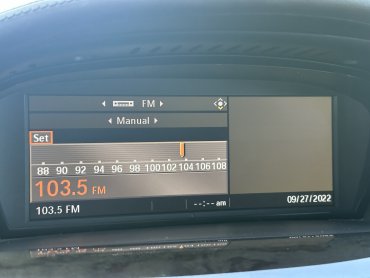 FM
Manual
Set
88 90 92 94 96 98 100 102 104 106 108
103.5 FM
103.5 FM --:-- am 09/27/2022